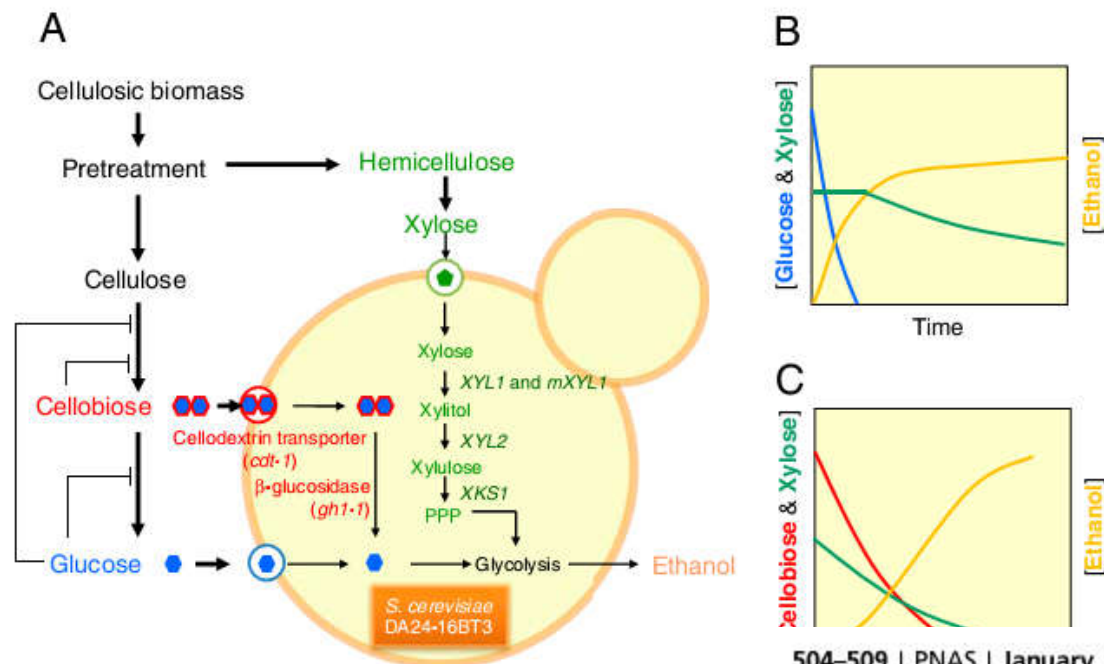 A
Cellulosic biomass
Pretreatment
Hemicellulose
Xylose
Cellulose
Xylose
XYL1 and mXYL1
Cellobiose
Xylitol
Cellodextrin transporter
(cdt-1)
XYL2
Xylulose
β-glucosidase
(gh1-1)
XKS1
PPP
Glucose
Glycolysis
Ethanol
S. cerevisiae
DA24-16BT3
B
[Glucose & Xylose]
[Ethanol]
Time
C
Cellobiose & Xylose]
[Ethanol]
504–509 | PNAS | January